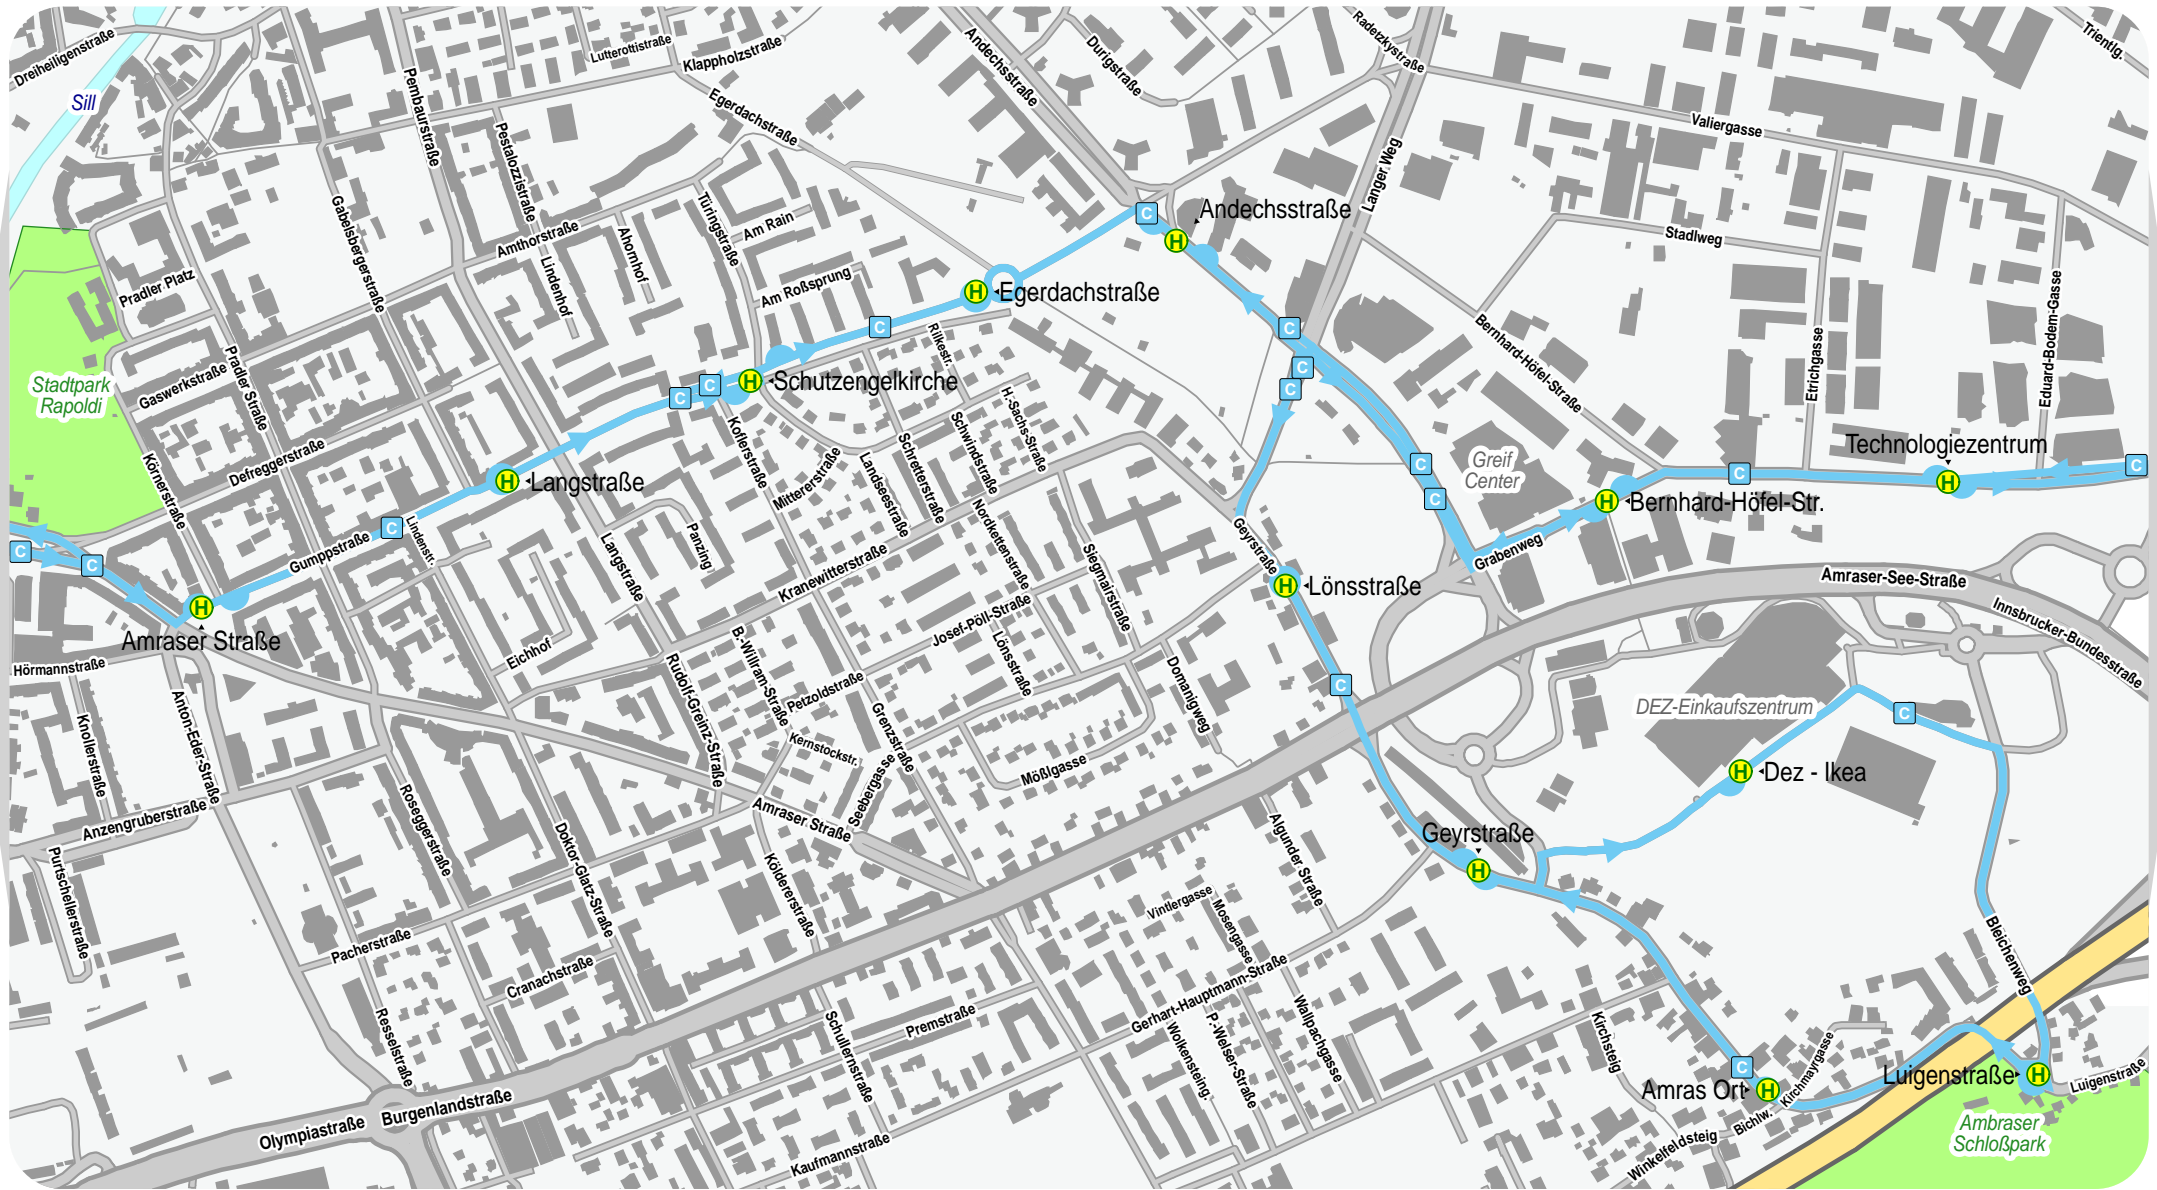 Dreiheiligenstraße
Sill
Pembaurstraße
Lutterottistraße
Klappholzstraße
Egerdachstraße
Andechsstraße
Durigstraße
Radetzkystraße
Trientlg.
Valiergasse
Langer Weg
Pestalozzistraße
Gabelsbergerstraße
Amthorstraße
Türingstraße
Am Rain
Ahornhof
Lindenhof
Am Roßsprung
Pradler Platz
C
H
Andechsstraße
Stadlweg
H
Egerdachstraße
C
C
Rilkestr.
Bernhard-Höfel-Straße
Etrichgasse
Eduard-Bodem-Gasse
Stadtpark
Rapoldi
Gaswerkstraße
Pradler Straße
C
C
H
Schutzengelkirche
C
C
H.-Sachs-Straße
Koflerstraße
Mittererstraße
Landseestraße
Schretterstraße
Schwindstraße
Körnerstraße
Defreggerstraße
H
Langstraße
C
C
Greif
Center
Technologiezentrum
C
H
C
H
Bernhard-Höfel-Str.
C
C
C
Gumppstraße
Lindenstr.
Langstraße
Panzing
Kranewitterstraße
Nordkettenstraße
Siegmairstraße
Geyrstraße
Grabenweg
Amraser-See-Straße
Innsbrucker-Bundesstraße
H
Amraser Straße
H
Lönsstraße
Josef-Pöll-Straße
Lönsstraße
Hörmannstraße
Eichhof
Rudolf-Greinz-Straße
B.-Willram-Straße
Petzoldstraße
Domanigweg
C
DEZ-Einkaufszentrum
C
Knollerstraße
Anton-Eder-Straße
Grenzstraße
Kernstockstr.
Seebergasse
Mößlgasse
H
Dez - Ikea
Anzengruberstraße
Roseggerstraße
Doktor-Glatz-Straße
Amraser Straße
Geyrstraße
H
Purtschellerstraße
Köldererstraße
Algunder Straße
Vintlergasse
Mosengasse
Pacherstraße
Cranachstraße
Bleichenweg
Resselstraße
Schullernstraße
Premstraße
Gerhart-Hauptmann-Straße
Wolkensteing.
P.-Welser-Straße
Wallpachgasse
Kirchsteig
C
Amras Ort
H
Kirchmayrgasse
Luigenstraße
H
Luigenstraße
Olympiastraße
Burgenlandstraße
Kaufmannstraße
Winkelfeldsteig
Bichlw.
Ambraser
Schloßpark